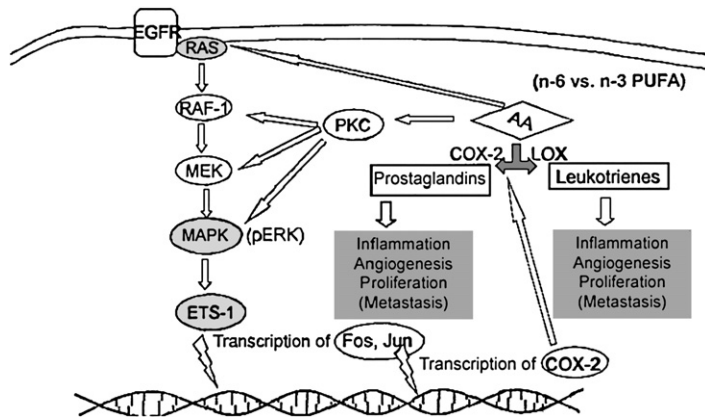 EGFR
RAS
(n-6 vs. n-3 PUFA)
RAF-1
PKC
AA
COX-2 LOX
MEK
Prostaglandins
Leukotrienes
MAPK (pERK)
Inflammation
Angiogenesis
Proliferation
(Metastasis)
Inflammation
Angiogenesis
Proliferation
(Metastasis)
ETS-1
Transcription of Fos, Jun
Transcription of COX-2